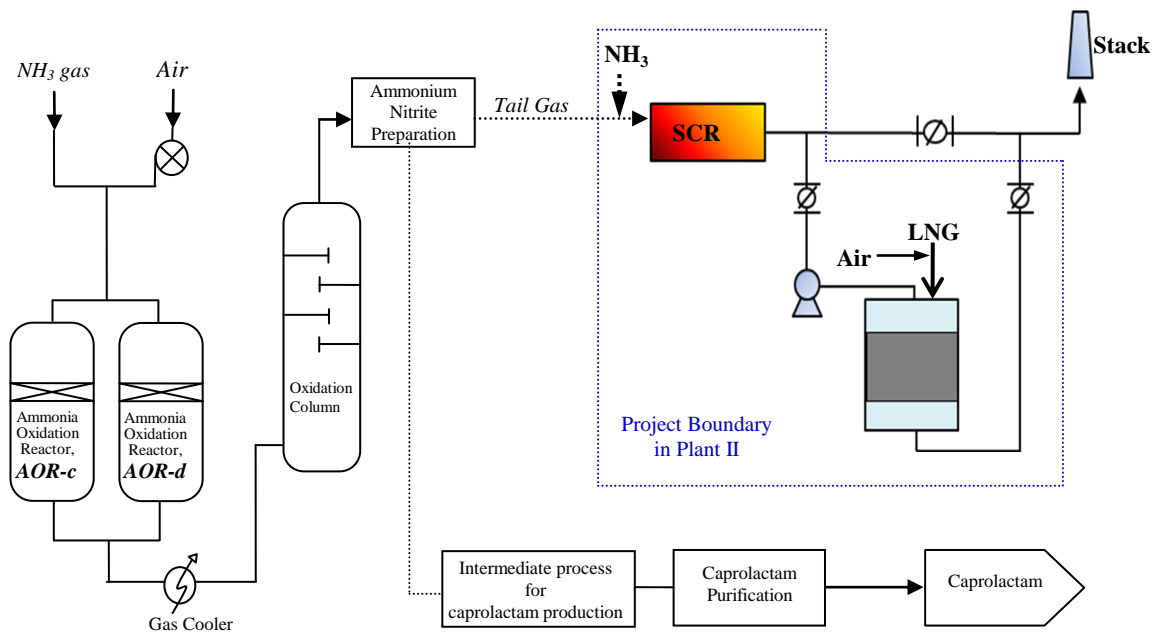 NH3 gas
Air
Ammonium
Nitrite
Preparation
Tail Gas
NH3
SCR
Stack
LNG
Air
Ammonia
Oxidation
Reactor,
AOR-c
Ammonia
Oxidation
Reactor,
AOR-d
Oxidation
Column
Project Boundary
in Plant II
Gas Cooler
Intermediate process
for
caprolactam production
Caprolactam
Purification
Caprolactam